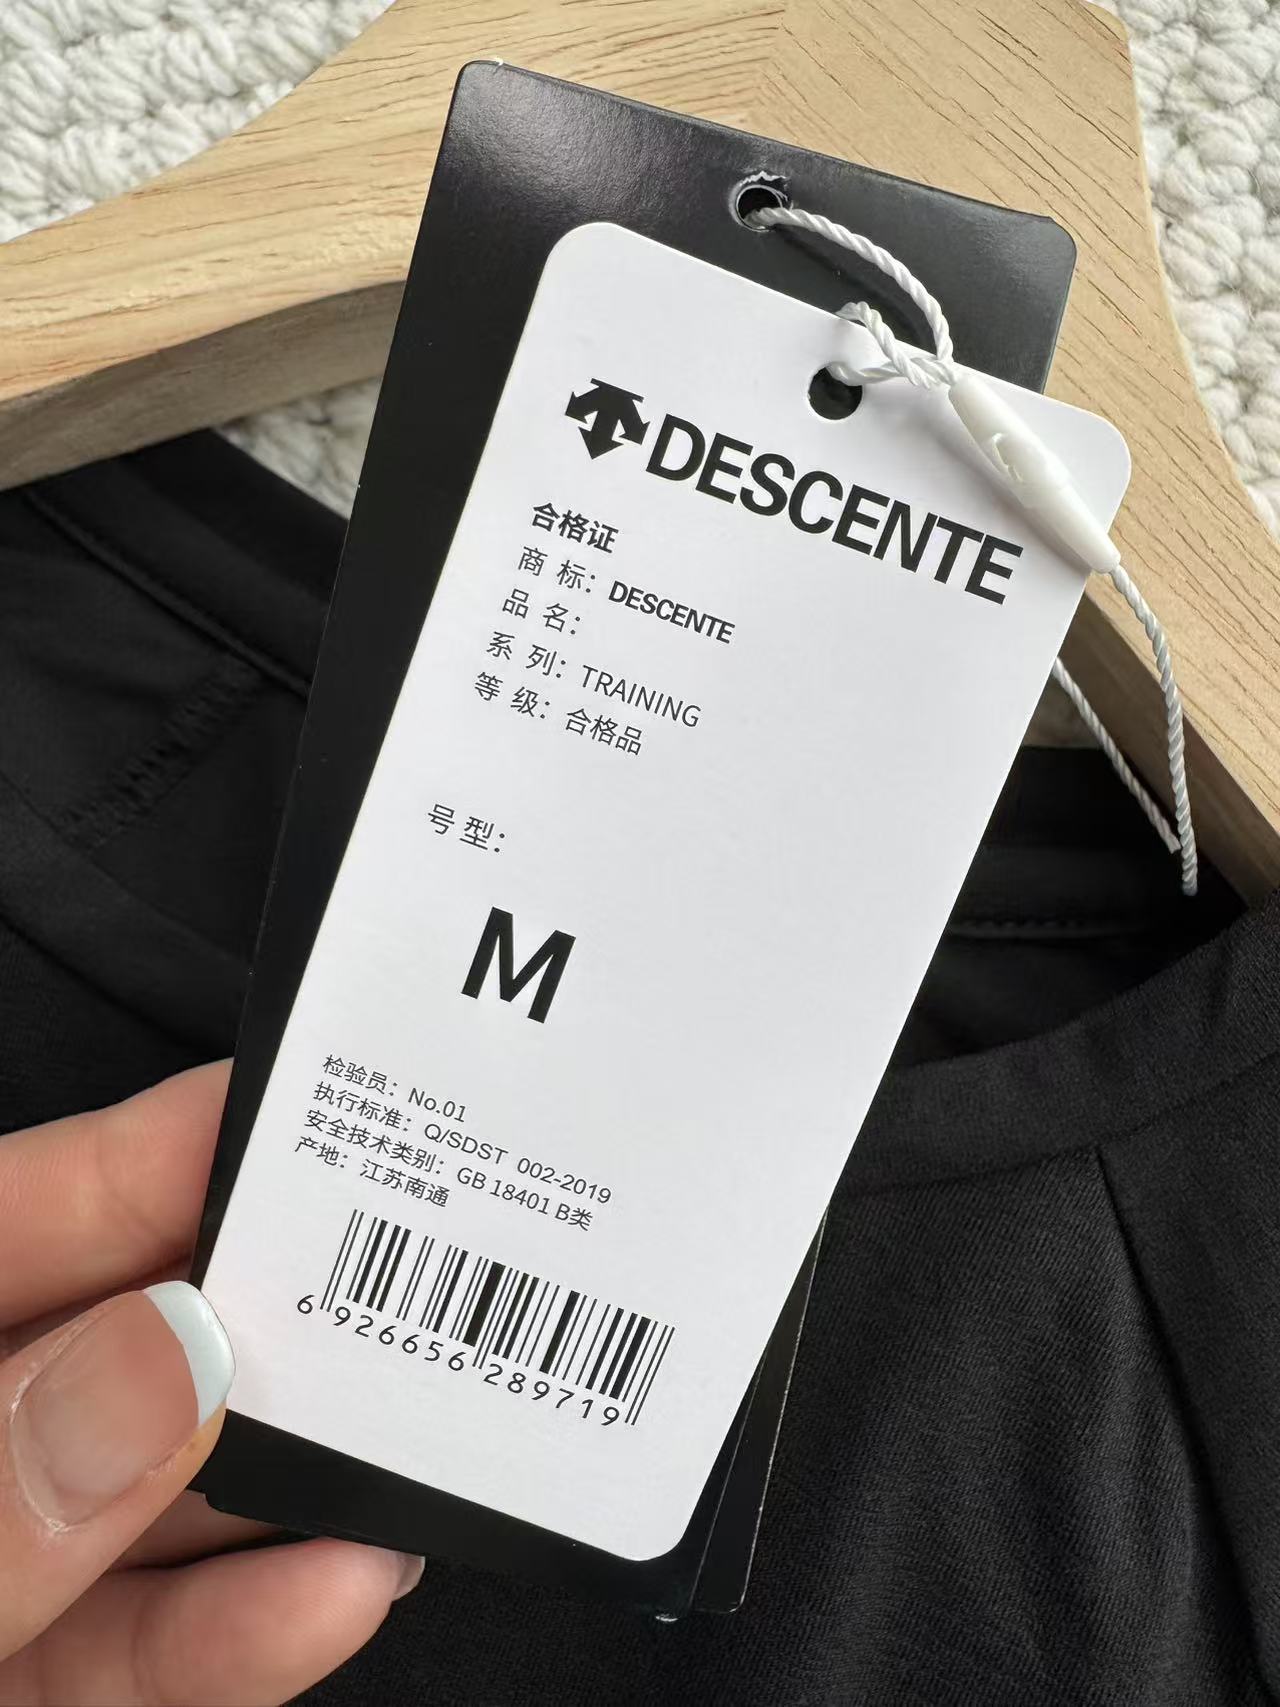 DESCENTE
合格证
商 标：DESCENTE
品 名：
系 列：TRAINING
等 级：合格品
号 型：
M
检验员：No.01
执行标准：Q/SDST 002-2019
安全技术类别：GB 18401 B类
产地：江苏南通
6 926656 289719